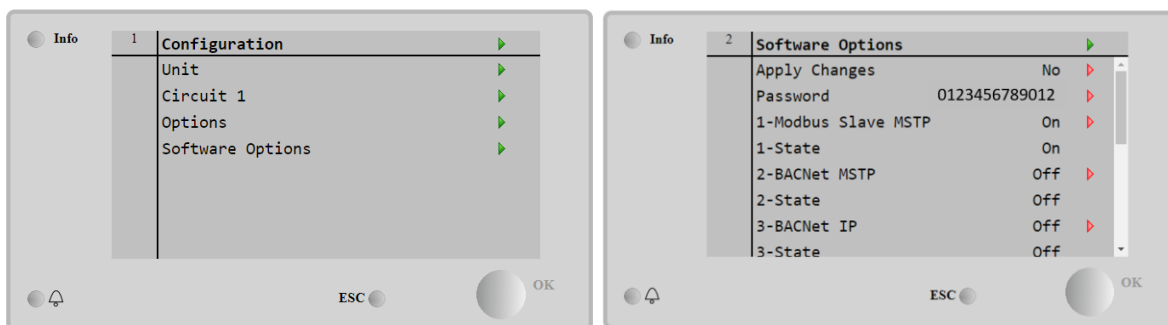 Info
1 Configuration
Unit
Circuit 1
Options
Software Options
ESC
OK
Info
2 Software Options
Apply Changes No
Password 0123456789012
1-Modbus Slave MSTP On
1-State On
2-BACNet MSTP Off
2-State Off
3-BACNet IP Off
3-State Off
ESC
OK